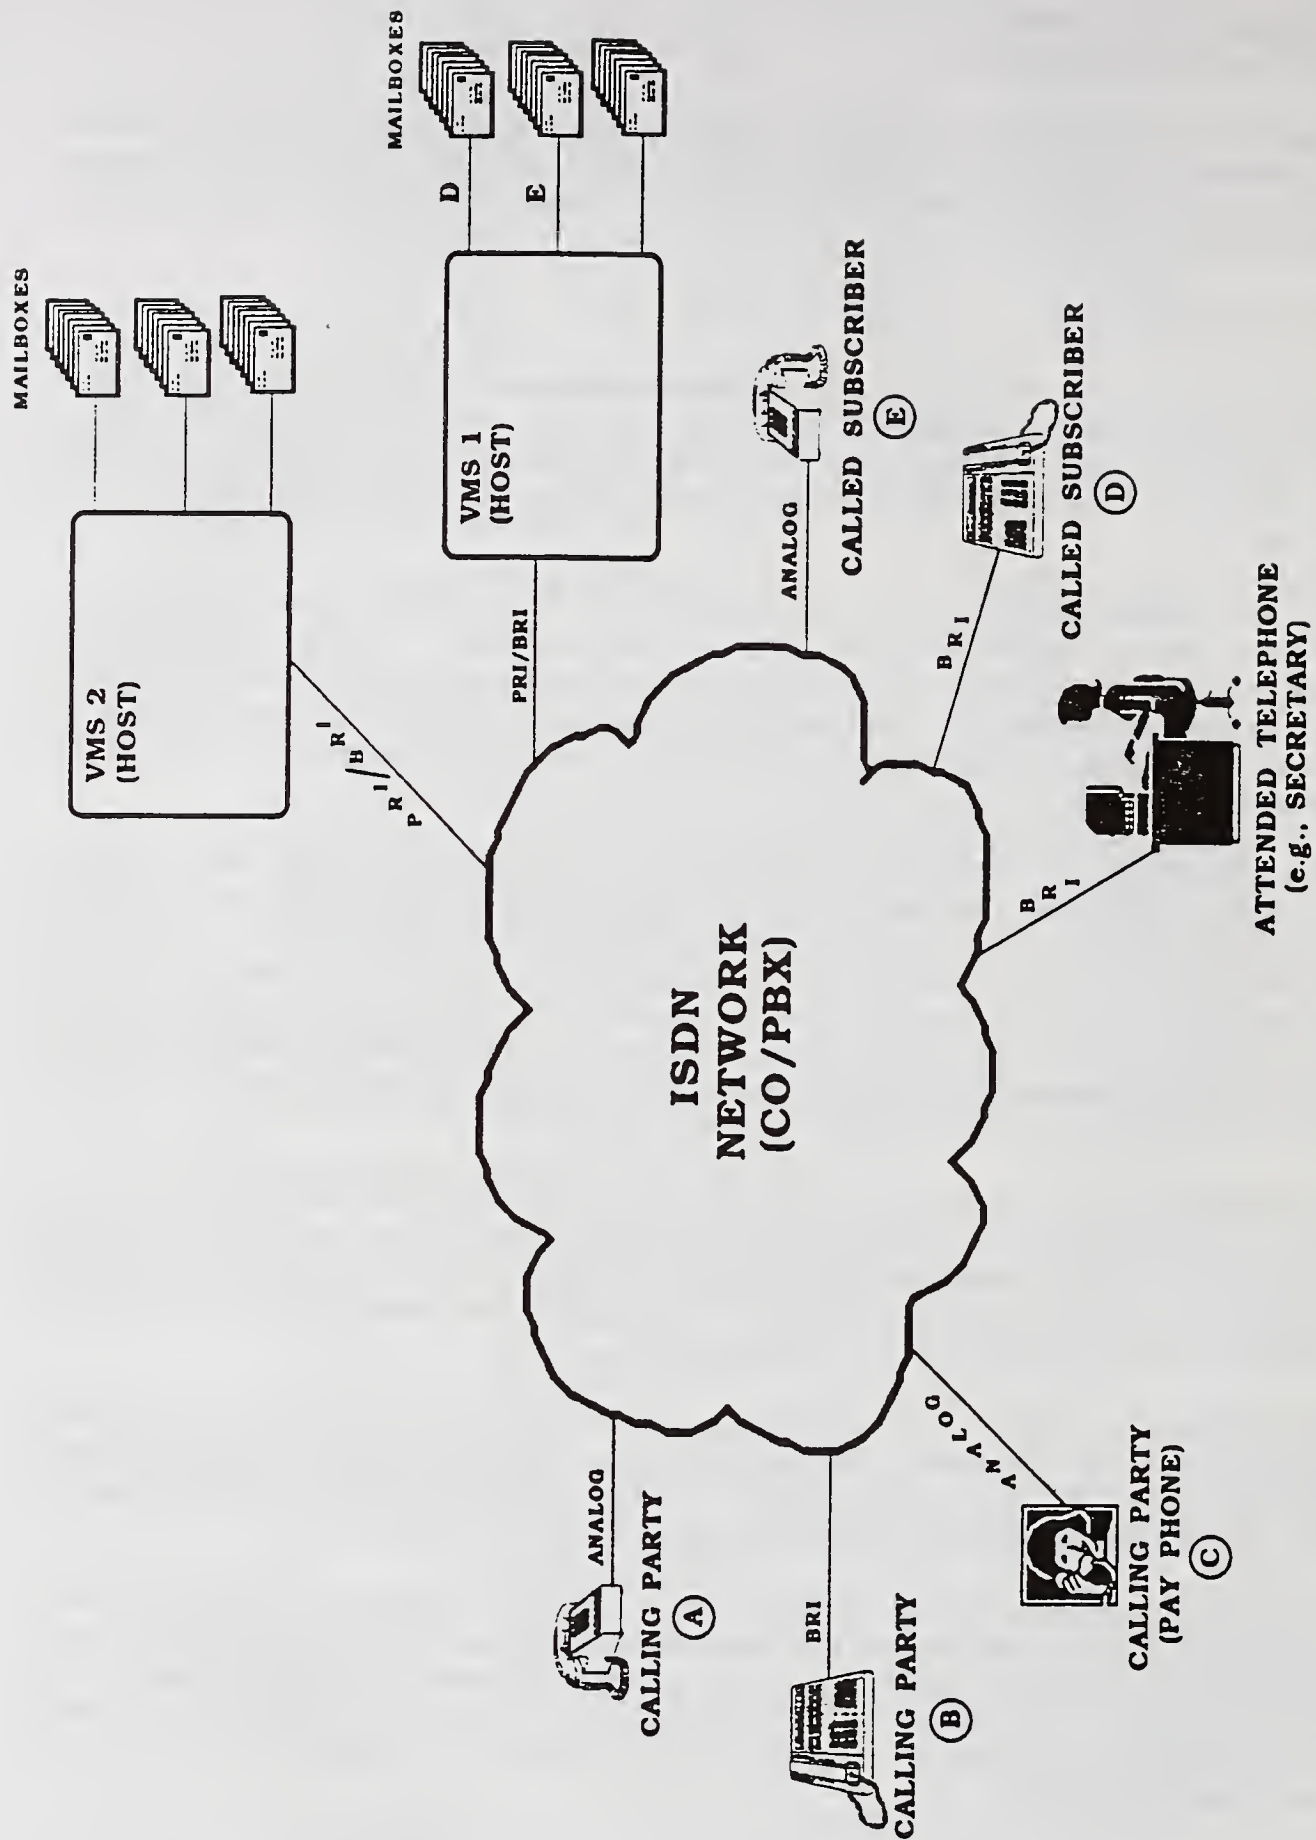 MAILBOXES
VMS 2
(HOST)
PRI/BRI
MAILBOXES
D
E
VMS 1
(HOST)
PRI/BRI
ANALOG
CALLING PARTY
A
ISDN
NETWORK
(CO/PBX)
ANALOG
CALLED SUBSCRIBER
E
BRI
CALLING PARTY
B
BRI
CALLED SUBSCRIBER
D
ANALOG
CALLING PARTY
(PAY PHONE)
C
BRI
ATTENDED TELEPHONE
(e.g., SECRETARY)